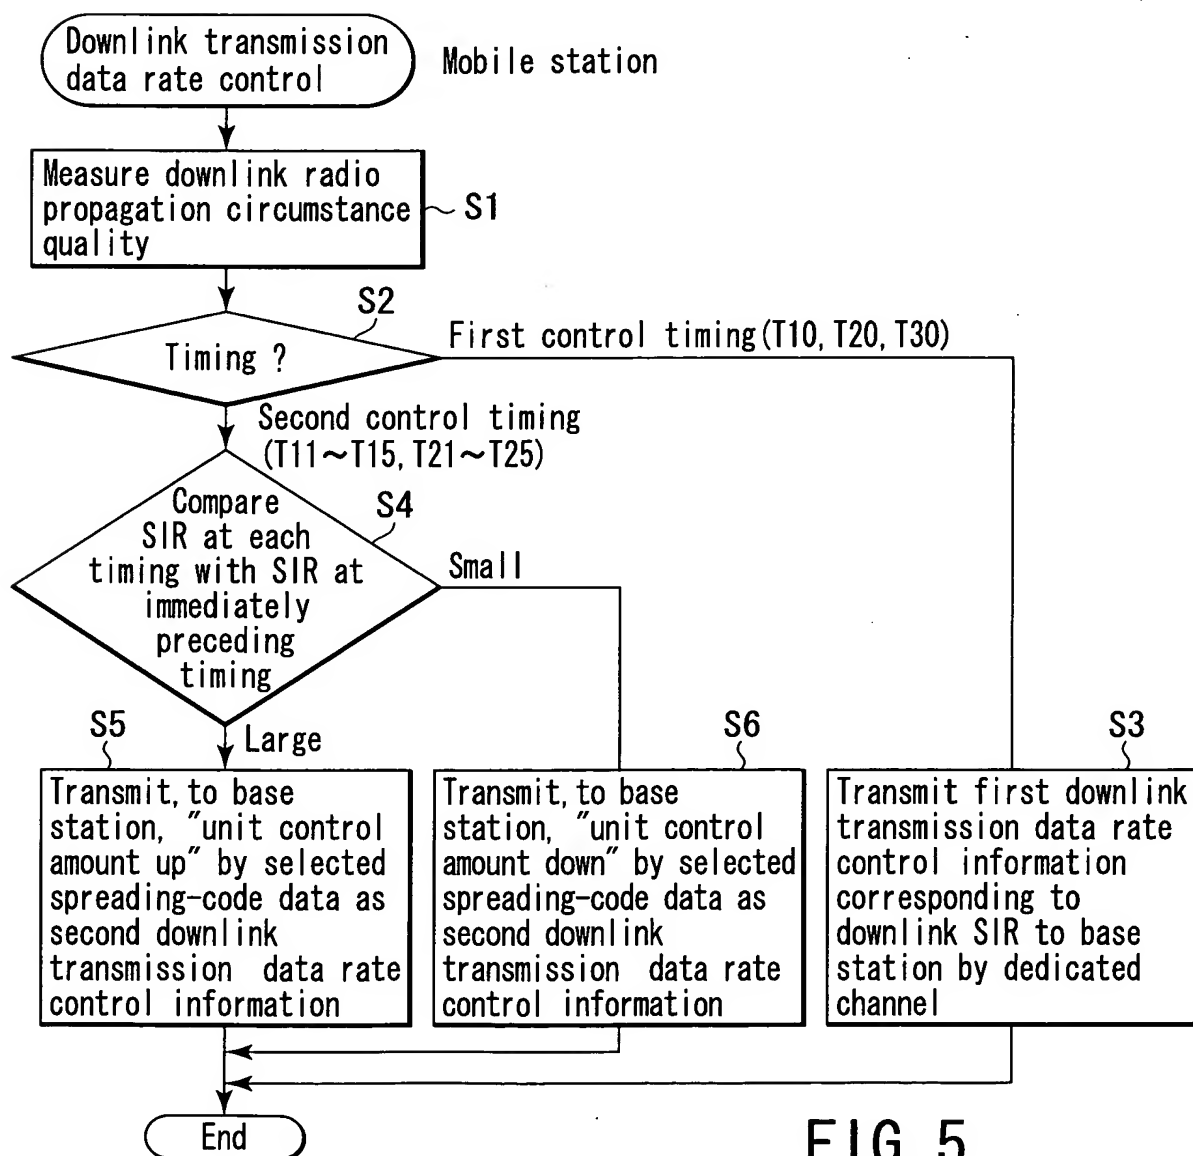 Downlink transmission
data rate control
Mobile station
Measure downlink radio
propagation circumstance
quality
S1
S2
Timing ?
First control timing(T10, T20, T30)
Second control timing
(T11~T15, T21~T25)
Compare
SIR at each
timing with SIR at
immediately
preceding
timing
S4
Small
Large
S5
Transmit, to base
station, "unit control
amount up" by selected
spreading-code data as
second downlink
transmission data rate
control information
S6
Transmit, to base
station, "unit control
amount down" by selected
spreading-code data as
second downlink
transmission data rate
control information
S3
Transmit first downlink
transmission data rate
control information
corresponding to
downlink SIR to base
station by dedicated
channel
End
FIG. 5